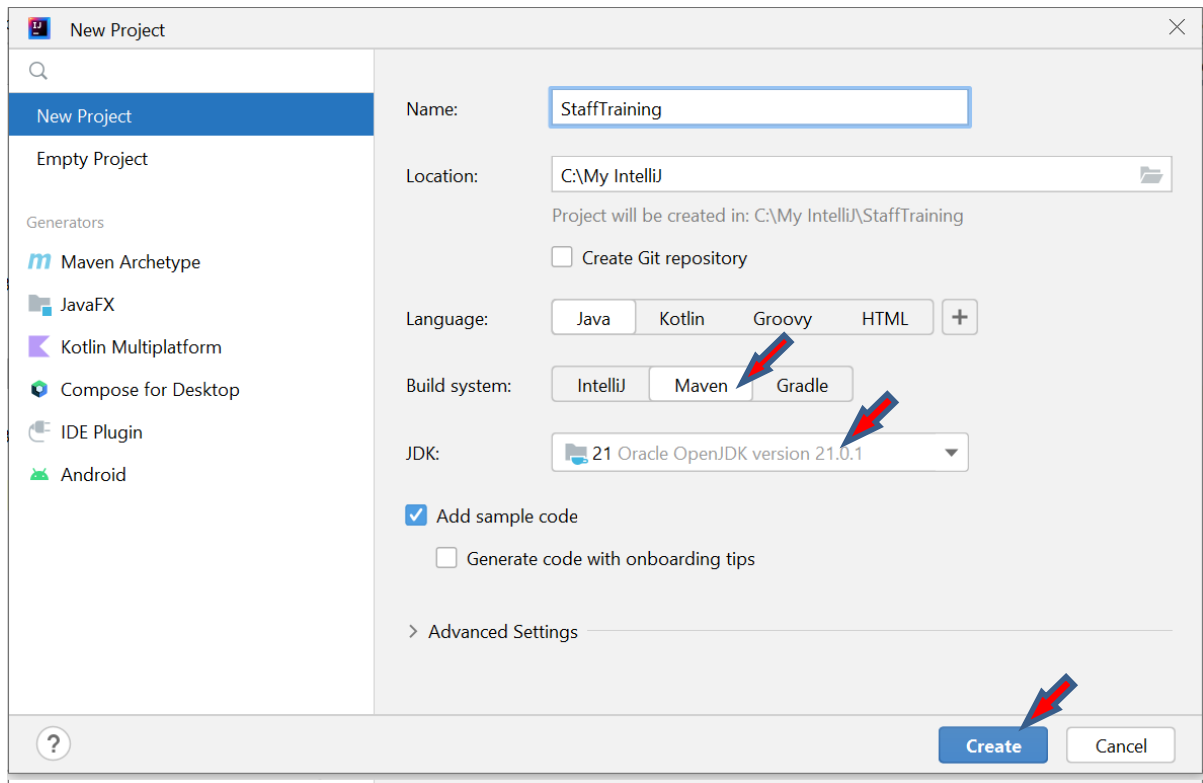 New Project
New Project
Empty Project
Generators
Maven Archetype
JavaFX
Kotlin Multiplatform
Compose for Desktop
IDE Plugin
Android
Name: StaffTraining
Location: C:\My IntelliJ
Project will be created in: C:\My IntelliJ\StaffTraining
Create Git repository
Language: Java Kotlin Groovy HTML +
Build system: IntelliJ Maven Gradle
JDK: 21 Oracle OpenJDK version 21.0.1
Add sample code
Generate code with onboarding tips
Advanced Settings
? Create Cancel